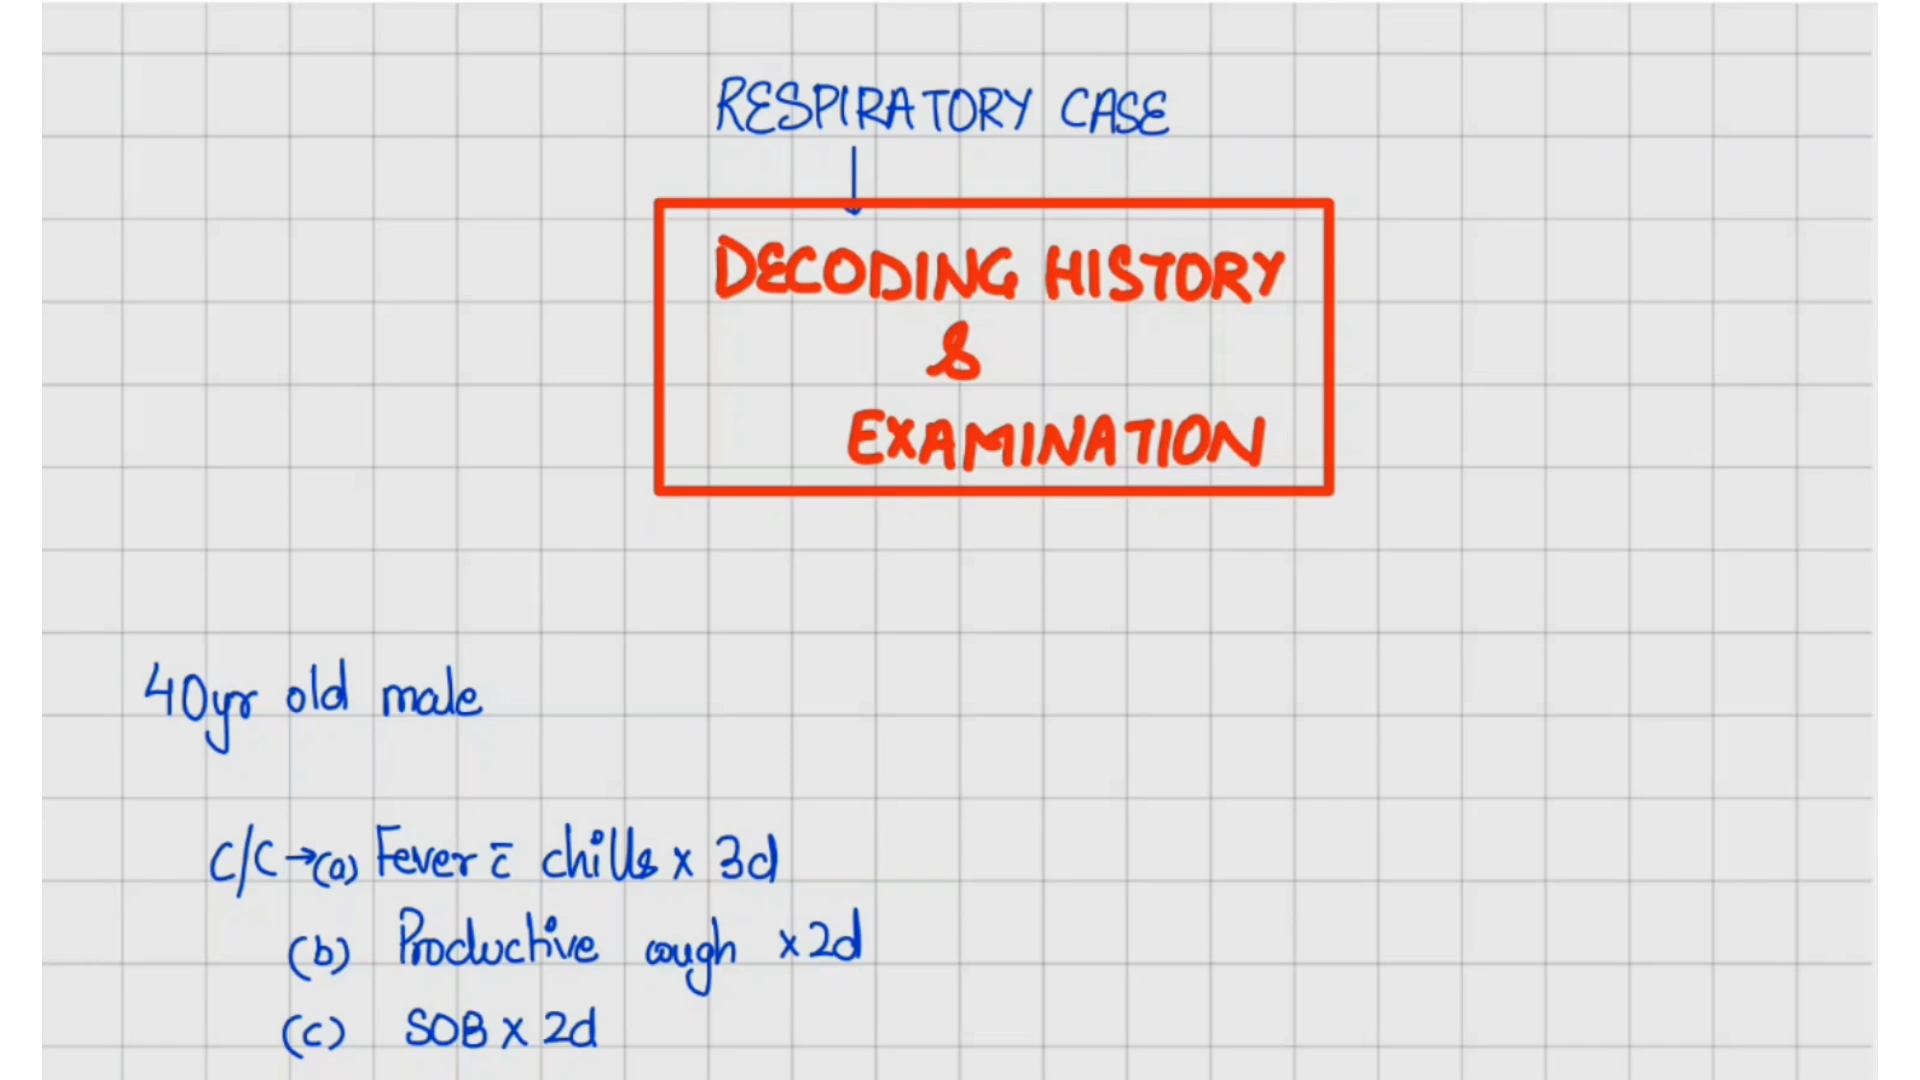 RESPIRATORY CASE
DECODING HISTORY
&
EXAMINATION
40yr old male
C/C →(a) Fever c̄ chills x 3d
(b) Productive cough x 2d
(c) SOB x 2d